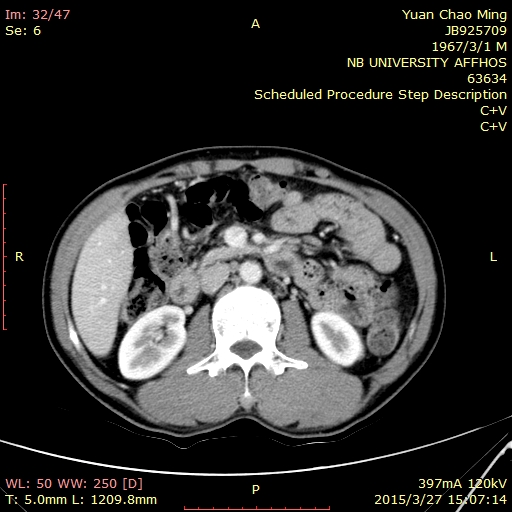 Im: 32/47
Se: 6
A
Yuan Chao Ming
JB925709
1967/3/1 M
NB UNIVERSITY AFFHOS
63634
Scheduled Procedure Step Description
C+V
C+V
R
L
WL: 50 WW: 250 [D]
T: 5.0mm L: 1209.8mm
P
397mA 120kV
2015/3/27 15:07:14